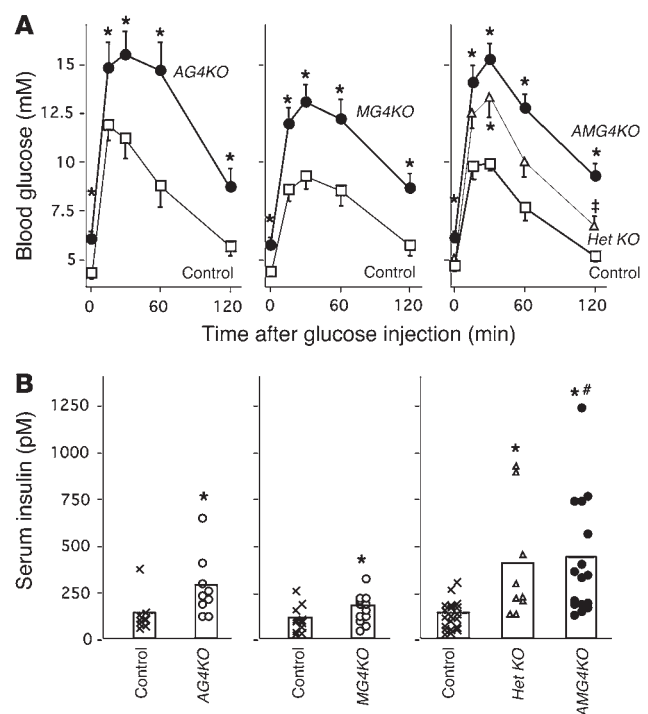 A
Blood glucose (mM)
15
12.5
10
7.5
5
* * * * *
AG4KO
Control
0 60 120
* * * * *
MG4KO
Control
0 60 120
* * * * *
*
AMG4KO
‡
Het KO
Control
0 60 120
Time after glucose injection (min)
B
Serum insulin (pM)
1250
1000
750
500
250
0
*
Control
AG4KO
*
Control
MG4KO
*
* #
Control
Het KO
AMG4KO